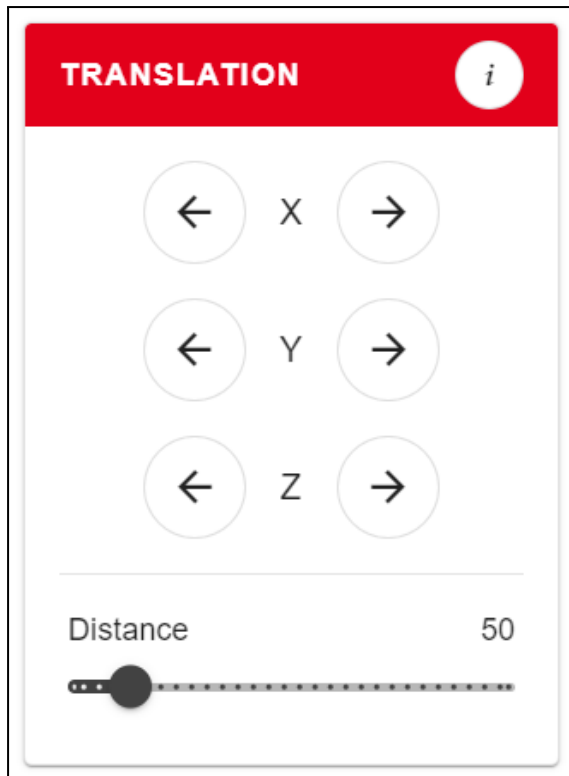 TRANSLATION i
← X →
← Y →
← Z →
Distance 50